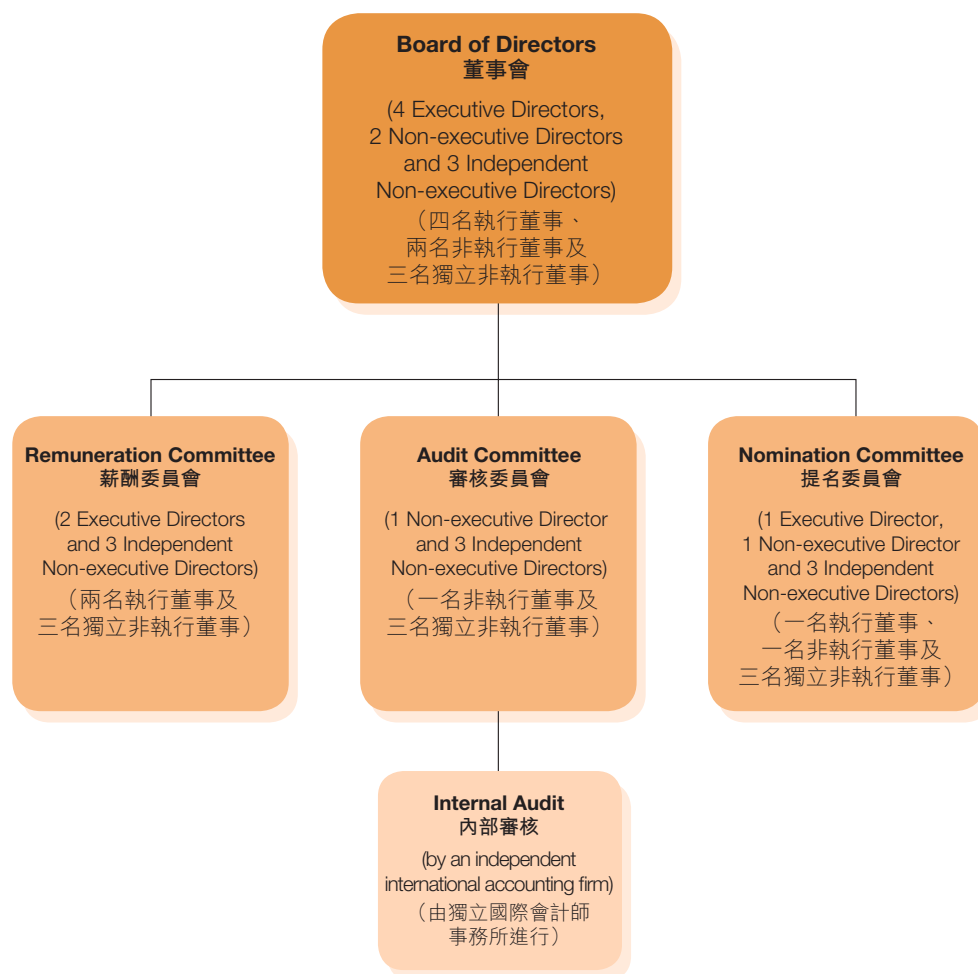 Board of Directors
董事會
(4 Executive Directors,
2 Non-executive Directors
and 3 Independent
Non-executive Directors)
（四名執行董事、
兩名非執行董事及
三名獨立非執行董事）
Remuneration Committee
薪酬委員會
(2 Executive Directors
and 3 Independent
Non-executive Directors)
（兩名執行董事及
三名獨立非執行董事）
Audit Committee
審核委員會
(1 Non-executive Director
and 3 Independent
Non-executive Directors)
（一名非執行董事及
三名獨立非執行董事）
Nomination Committee
提名委員會
(1 Executive Director,
1 Non-executive Director
and 3 Independent
Non-executive Directors)
（一名執行董事、
一名非執行董事及
三名獨立非執行董事）
Internal Audit
內部審核
(by an independent
international accounting firm)
（由獨立國際會計師
事務所進行）